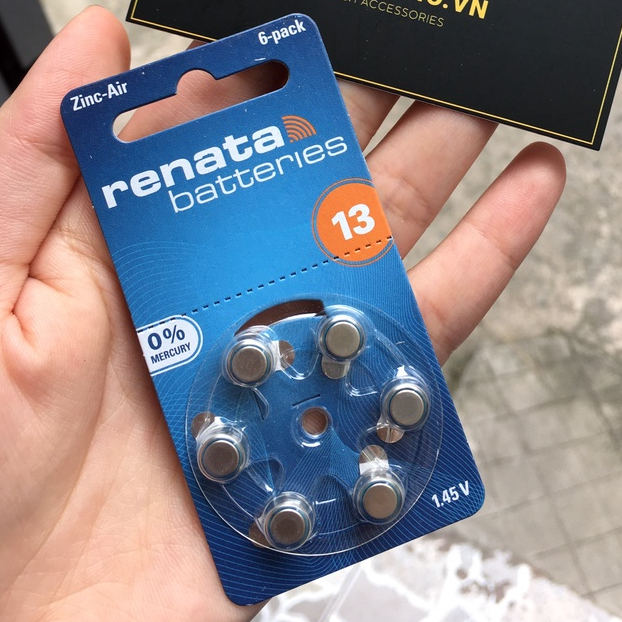 .VN
ACCESSORIES
6-pack
Zinc-Air
renata
batteries
13
0%
MERCURY
1.45 V